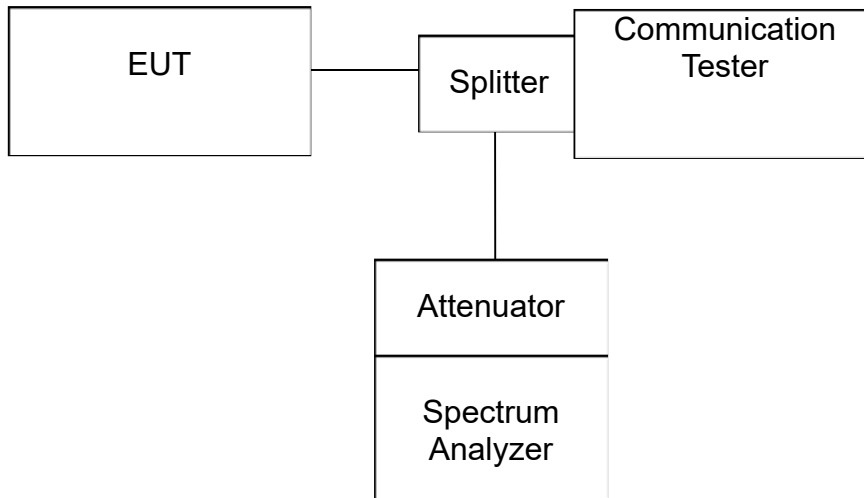 EUT
Splitter
Communication
Tester
Attenuator
Spectrum
Analyzer